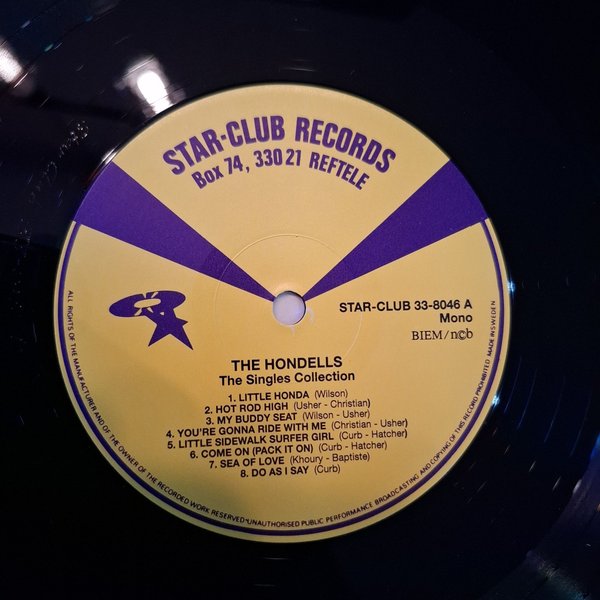 STAR-CLUB RECORDS
Box 74, 330 21 REFTELE
STAR-CLUB 33-8046 A
Mono
BIEM/n©b
THE HONDELLS
The Singles Collection
1. LITTLE HONDA (Wilson)
2. HOT ROD HIGH (Usher - Christian)
3. MY BUDDY SEAT (Wilson - Usher)
4. YOU'RE GONNA RIDE WITH ME (Christian - Usher)
5. LITTLE SIDEWALK SURFER GIRL (Curb - Hatcher)
6. COME ON (PACK IT ON) (Curb - Hatcher)
7. SEA OF LOVE (Khoury - Baptiste)
8. DO AS I SAY (Curb)
ALL RIGHTS OF THE MANUFACTURER AND OF THE OWNER OF THE RECORDED WORK RESERVED*UNAUTHORISED PUBLIC PERFORMANCE BROADCASTING AND COPYING OF THIS RECORD PROHIBITED MADE IN SWEDEN